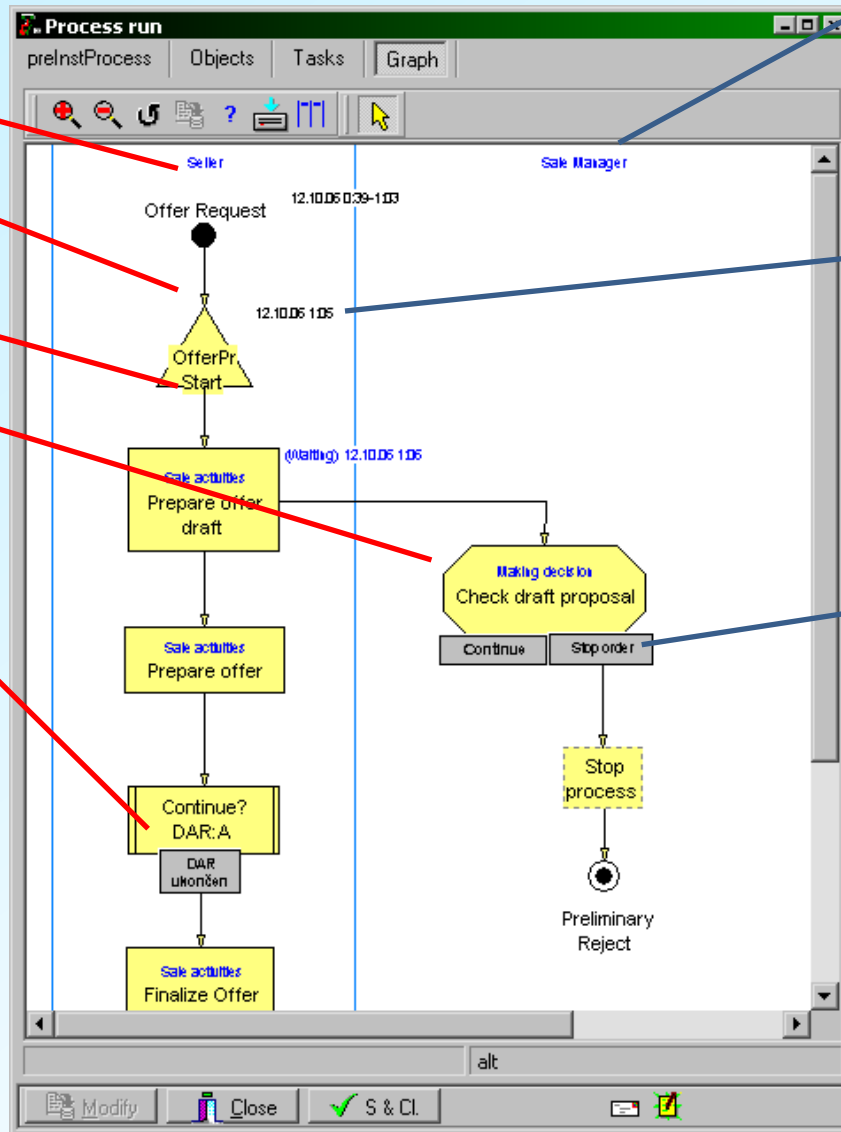 Process run
preInstProcess Objects Tasks Graph
Seller
Sale Manager
Offer Request
12.10.06 0:39-1:03
12.10.06 1:05
OfferPr.
Start
(Waiting) 12.10.06 1:06
Sale activities
Prepare offer
draft
Making decision
Check draft proposal
Continue
Stop order
Sale activities
Prepare offer
Stop
process
Continue?
DAR:A
DAR
ukončen
Preliminary
Reject
Sale activities
Finalize Offer
alt
Modify Close S & Cl.